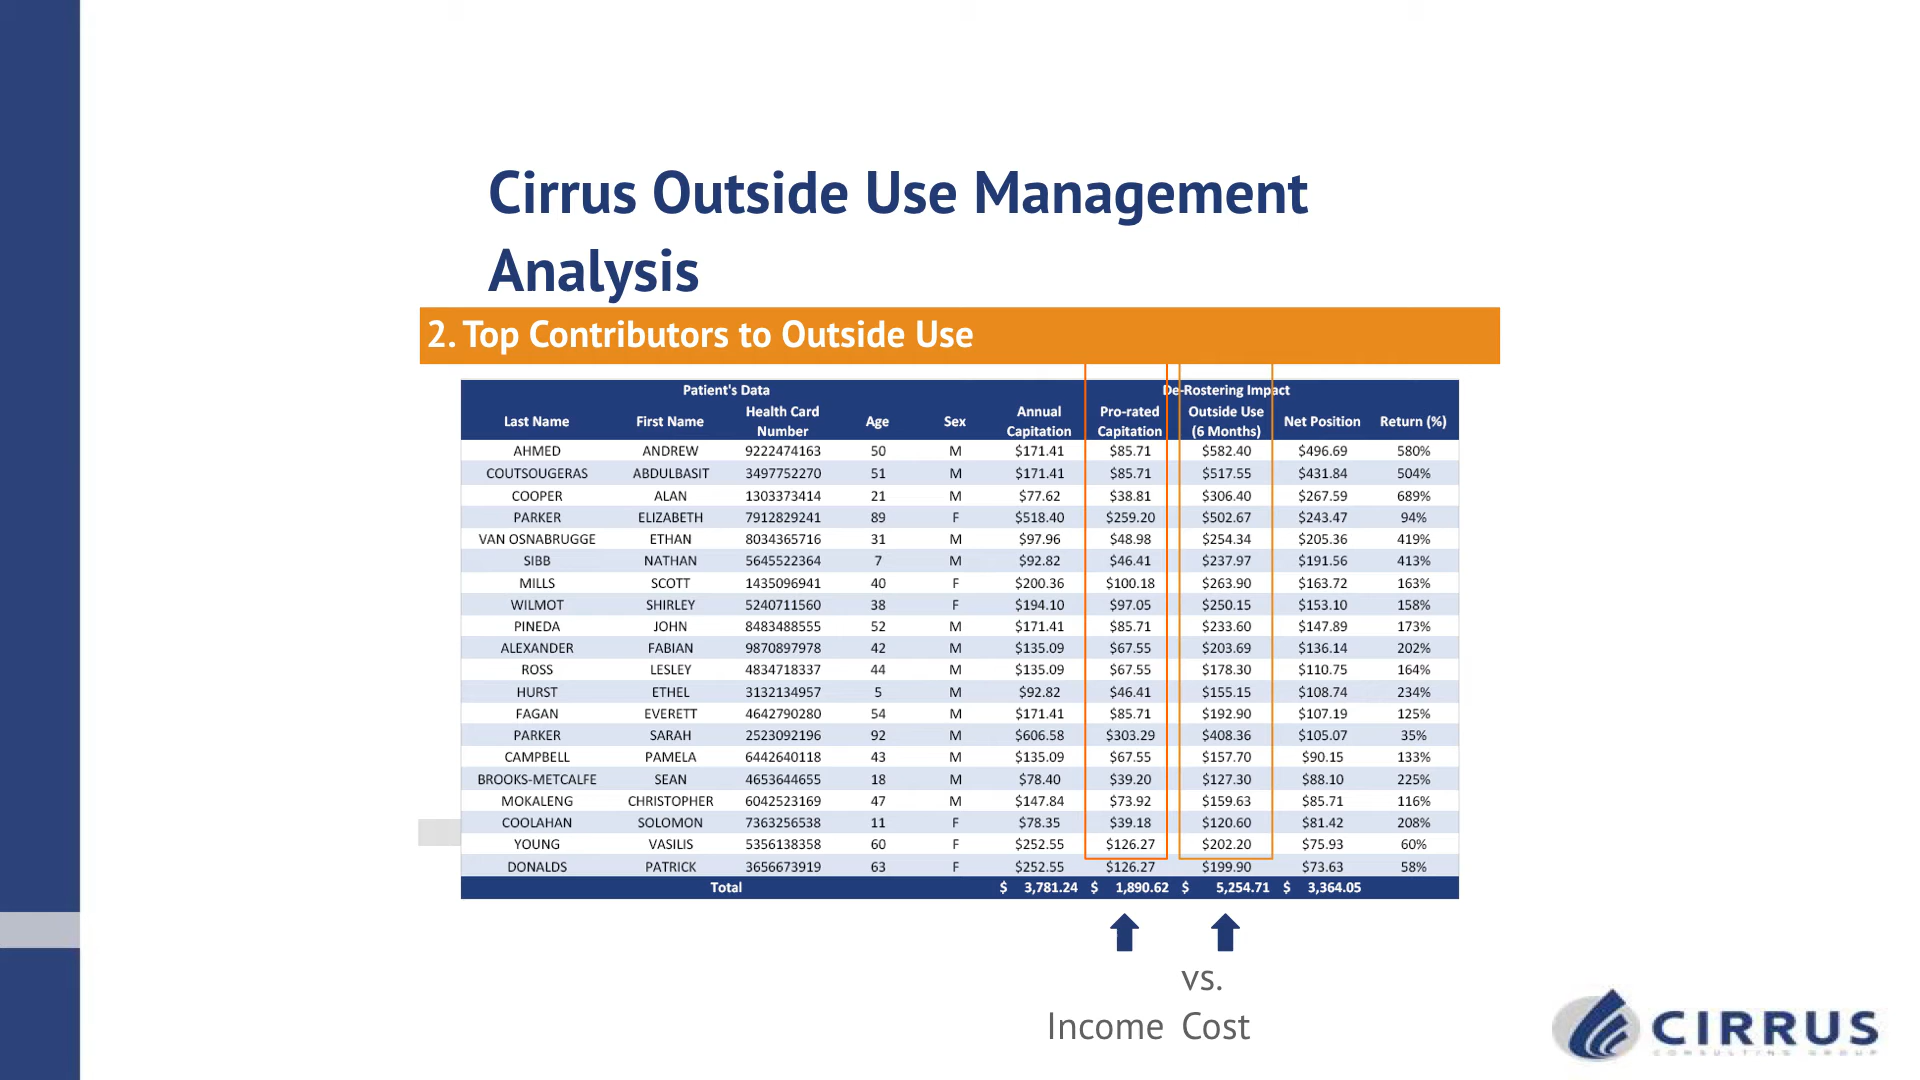 Cirrus Outside Use Management
Analysis
2. Top Contributors to Outside Use
Patient's Data De-Rostering Impact
Last Name First Name Health Card Number Age Sex Annual Capitation Pro-rated Capitation Outside Use (6 Months) Net Position Return (%)
AHMED ANDREW 9222474163 50 M $171.41 $85.71 $582.40 $496.69 580%
COUTSOUGERAS ABDULBASIT 3497752270 51 M $171.41 $85.71 $517.55 $431.84 504%
COOPER ALAN 1303373414 21 M $77.62 $38.81 $306.40 $267.59 689%
PARKER ELIZABETH 7912829241 89 F $518.40 $259.20 $502.67 $243.47 94%
VAN OSNABRUGGE ETHAN 8034365716 31 M $97.96 $48.98 $254.34 $205.36 419%
SIBB NATHAN 5645522364 7 M $92.82 $46.41 $237.97 $191.56 413%
MILLS SCOTT 1435096941 40 F $200.36 $100.18 $263.90 $163.72 163%
WILMOT SHIRLEY 5240711560 38 F $194.10 $97.05 $250.15 $153.10 158%
PINEDA JOHN 8483488555 52 M $171.41 $85.71 $233.60 $147.89 173%
ALEXANDER FABIAN 9870897978 42 M $135.09 $67.55 $203.69 $136.14 202%
ROSS LESLEY 4834718337 44 M $135.09 $67.55 $178.30 $110.75 164%
HURST ETHEL 3132134957 5 M $92.82 $46.41 $155.15 $108.74 234%
FAGAN EVERETT 4642790280 54 M $171.41 $85.71 $192.90 $107.19 125%
PARKER SARAH 2523092196 92 M $606.58 $303.29 $408.36 $105.07 35%
CAMPBELL PAMELA 6442640118 43 M $135.09 $67.55 $157.70 $90.15 133%
BROOKS-METCALFE SEAN 4653644655 18 M $78.40 $39.20 $127.30 $88.10 225%
MOKALENG CHRISTOPHER 6042523169 47 M $147.84 $73.92 $159.63 $85.71 116%
COOLAHAN SOLOMON 7363256538 11 F $78.35 $39.18 $120.60 $81.42 208%
YOUNG VASILIS 5356138358 60 F $252.55 $126.27 $202.20 $75.93 60%
DONALDS PATRICK 3656673919 63 F $252.55 $126.27 $199.90 $73.63 58%
Total $ 3,781.24 $ 1,890.62 $ 5,254.71 $ 3,364.05
vs.
Income Cost
CIRRUS
CONSULTING GROUP